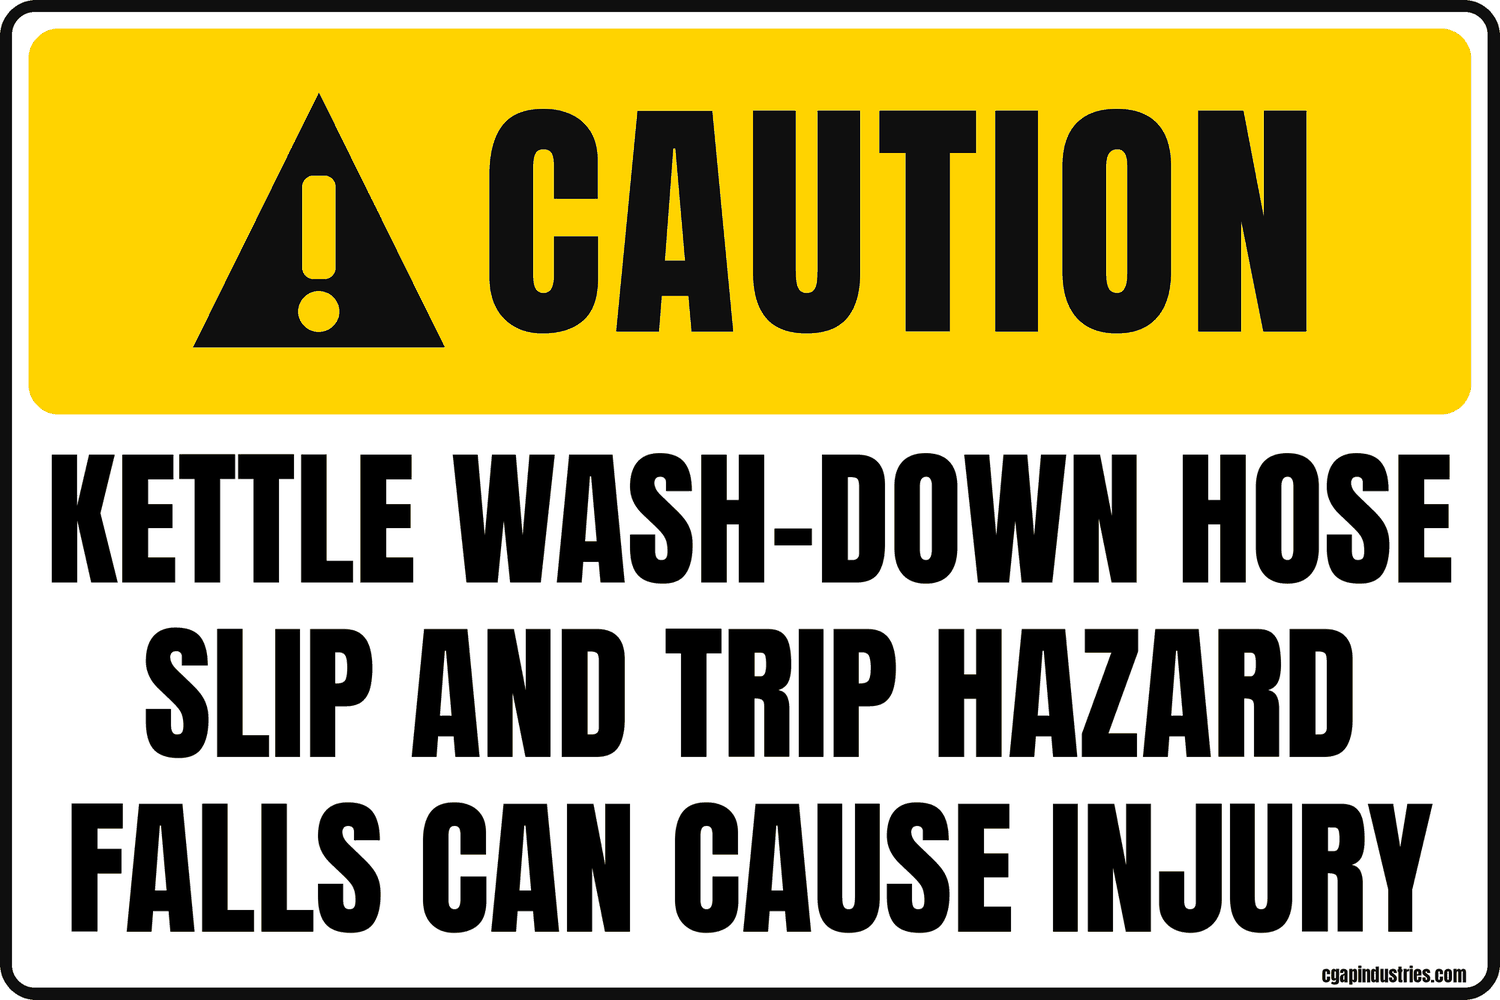 CAUTION
KETTLE WASH-DOWN HOSE
SLIP AND TRIP HAZARD
FALLS CAN CAUSE INJURY
cgapindustries.com